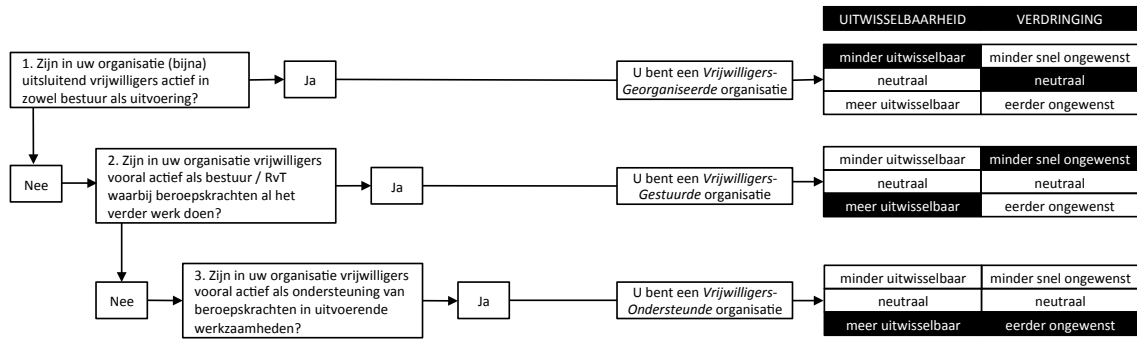 UITWISSELBAARHEID VERDRINGING
1. Zijn in uw organisatie (bijna)
uitsluitend vrijwilligers actief in
zowel bestuur als uitvoering?
Ja
U bent een Vrijwilligers-
Georganiseerde organisatie
minder uitwisselbaar minder snel ongewenst
neutraal neutraal
meer uitwisselbaar eerder ongewenst
Nee
2. Zijn in uw organisatie vrijwilligers
vooral actief als bestuur / RvT
waarbij beroepskrachten al het
verder werk doen?
Ja
U bent een Vrijwilligers-
Gestuurde organisatie
minder uitwisselbaar minder snel ongewenst
neutraal neutraal
meer uitwisselbaar eerder ongewenst
Nee
3. Zijn in uw organisatie vrijwilligers
vooral actief als ondersteuning van
beroepskrachten in uitvoerende
werkzaamheden?
Ja
U bent een Vrijwilligers-
Ondersteunde organisatie
minder uitwisselbaar minder snel ongewenst
neutraal neutraal
meer uitwisselbaar eerder ongewenst